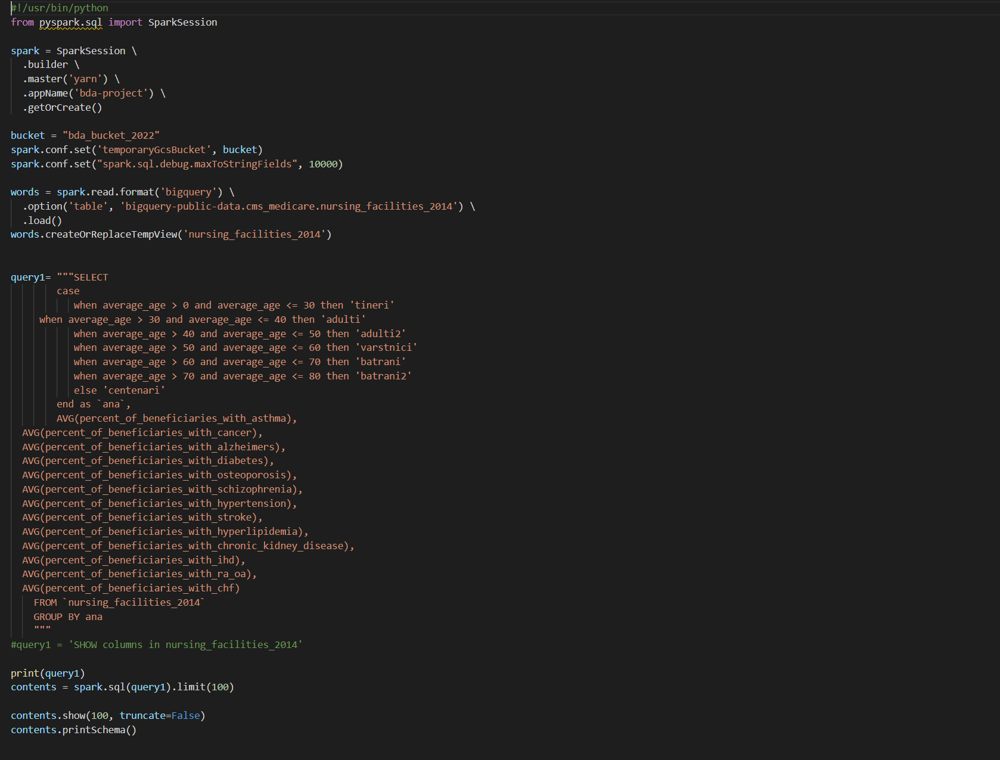 #!/usr/bin/python
from pyspark.sql import SparkSession
spark = SparkSession \
.builder \
.master('yarn') \
.appName('bda-project') \
.getOrCreate()
bucket = "bda_bucket_2022"
spark.conf.set('temporaryGcsBucket', bucket)
spark.conf.set("spark.sql.debug.maxToStringFields", 10000)
words = spark.read.format('bigquery') \
.option('table', 'bigquery-public-data.cms_medicare.nursing_facilities_2014') \
.load()
words.createOrReplaceTempView('nursing_facilities_2014')
query1= """SELECT
case
when average_age > 0 and average_age <= 30 then 'tineri'
when average_age > 30 and average_age <= 40 then 'adulti'
when average_age > 40 and average_age <= 50 then 'adulti2'
when average_age > 50 and average_age <= 60 then 'varstnici'
when average_age > 60 and average_age <= 70 then 'batrani'
when average_age > 70 and average_age <= 80 then 'batrani2'
else 'centenari'
end as `ana`,
AVG(percent_of_beneficiaries_with_asthma),
AVG(percent_of_beneficiaries_with_cancer),
AVG(percent_of_beneficiaries_with_alzheimers),
AVG(percent_of_beneficiaries_with_diabetes),
AVG(percent_of_beneficiaries_with_osteoporosis),
AVG(percent_of_beneficiaries_with_schizophrenia),
AVG(percent_of_beneficiaries_with_hypertension),
AVG(percent_of_beneficiaries_with_stroke),
AVG(percent_of_beneficiaries_with_hyperlipidemia),
AVG(percent_of_beneficiaries_with_chronic_kidney_disease),
AVG(percent_of_beneficiaries_with_ihd),
AVG(percent_of_beneficiaries_with_ra_oa),
AVG(percent_of_beneficiaries_with_chf)
FROM `nursing_facilities_2014`
GROUP BY ana
"""
#query1 = 'SHOW columns in nursing_facilities_2014'
print(query1)
contents = spark.sql(query1).limit(100)
contents.show(100, truncate=False)
contents.printSchema()